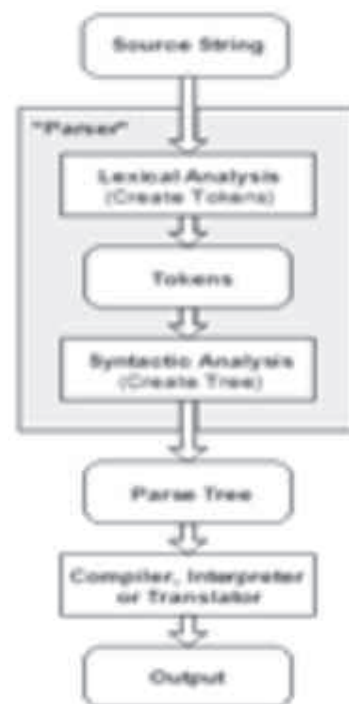 Source String
"Parser"
Lexical Analysis
(Create Tokens)
Tokens
Syntactic Analysis
(Create Tree)
Parse Tree
Compiler, Interpreter
or Translator
Output